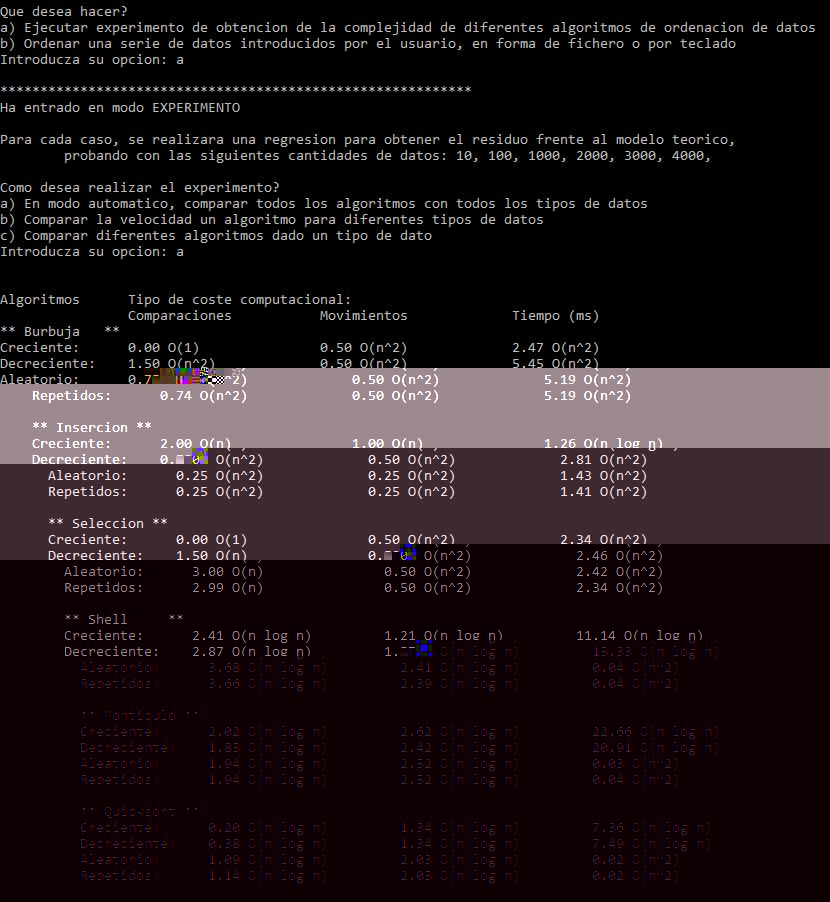 Que desea hacer?
a) Ejecutar experimento de obtencion de la complejidad de diferentes algoritmos de ordenacion de datos
b) Ordenar una serie de datos introducidos por el usuario, en forma de fichero o por teclado
Introduzca su opcion: a
***********************************************************
Ha entrado en modo EXPERIMENTO
Para cada caso, se realizara una regresion para obtener el residuo frente al modelo teorico,
probando con las siguientes cantidades de datos: 10, 100, 1000, 2000, 3000, 4000,
Como desea realizar el experimento?
a) En modo automatico, comparar todos los algoritmos con todos los tipos de datos
b) Comparar la velocidad un algoritmo para diferentes tipos de datos
c) Comparar diferentes algoritmos dado un tipo de dato
Introduzca su opcion: a
Algoritmos Tipo de coste computacional:
Comparaciones Movimientos Tiempo (ms)
** Burbuja **
Creciente: 0.00 O(1) 0.50 O(n^2) 2.47 O(n^2)
Decreciente: 1.50 O(n^2) 0.50 O(n^2) 5.45 O(n^2)
Aleatorio: 0.50 O(n^2) 5.19 O(n^2)
Repetidos: 0.74 O(n^2) 0.50 O(n^2) 5.19 O(n^2)
** Insercion **
Creciente: 2.00 O(n) 1.00 O(n) 1.26 O(n log n)
Decreciente: O(n^2) 0.50 O(n^2) 2.81 O(n^2)
Aleatorio: 0.25 O(n^2) 0.25 O(n^2) 1.43 O(n^2)
Repetidos: 0.25 O(n^2) 0.25 O(n^2) 1.41 O(n^2)
** Seleccion **
Creciente: 0.00 O(1) 0.50 O(n^2) 2.34 O(n^2)
Decreciente: 1.50 O(n) O(n^2) 2.46 O(n^2)
Aleatorio: 3.00 O(n) 0.50 O(n^2) 2.42 O(n^2)
Repetidos: 2.99 O(n) 0.50 O(n^2) 2.34 O(n^2)
** Shell **
Creciente: 2.41 O(n log n) 1.21 O(n log n) 11.14 O(n log n)
Decreciente: 2.87 O(n log n) O(n log n) O(n log n)
Aleatorio: 3.68 O(n log n) 2.41 O(n log n) 0.04 O(n^2)
Repetidos: 3.66 O(n log n) 2.39 O(n log n) 0.04 O(n^2)
** Monticulo **
Creciente: 2.02 O(n log n) 2.62 O(n log n) 22.66 O(n log n)
Decreciente: 1.85 O(n log n) 2.42 O(n log n) 20.91 O(n log n)
Aleatorio: 1.94 O(n log n) 2.52 O(n log n) 0.03 O(n^2)
Repetidos: 1.94 O(n log n) 2.52 O(n log n) 0.04 O(n^2)
** Quicksort **
Creciente: 0.20 O(n log n) 1.34 O(n log n) 7.36 O(n log n)
Decreciente: 0.38 O(n log n) 1.34 O(n log n) 7.49 O(n log n)
Aleatorio: 1.09 O(n log n) 2.03 O(n log n) 0.02 O(n^2)
Repetidos: 1.14 O(n log n) 2.05 O(n log n) 0.02 O(n^2)